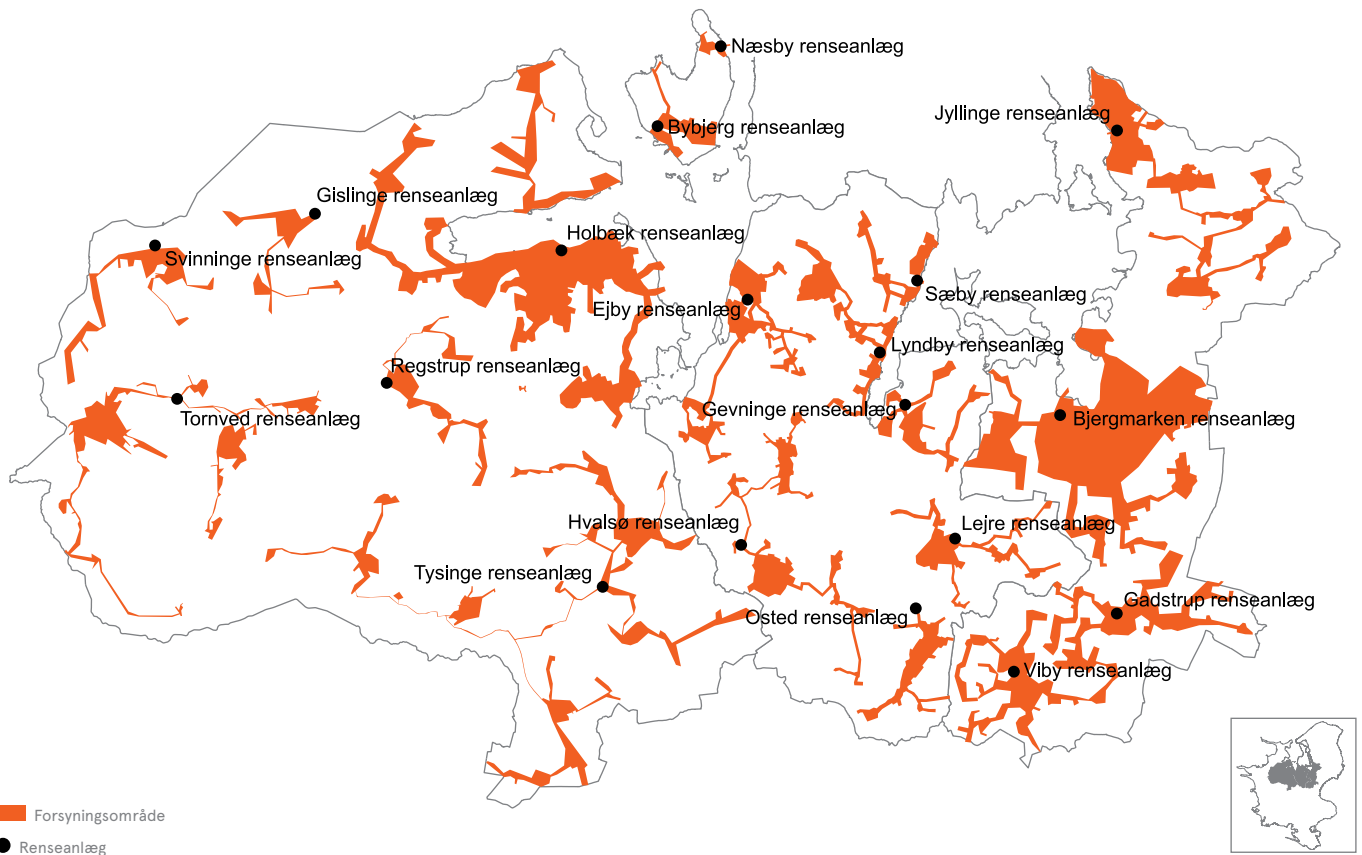 Næsby renseanlæg
Jyllinge renseanlæg
Bybjerg renseanlæg
Gislinge renseanlæg
Holbæk renseanlæg
Svinninge renseanlæg
Sæby renseanlæg
Ejby renseanlæg
Lyndby renseanlæg
Regstrup renseanlæg
Gevninge renseanlæg
Tornved renseanlæg
Bjergmarken renseanlæg
Hvalsø renseanlæg
Lejre renseanlæg
Tysinge renseanlæg
Gadstrup renseanlæg
Osted renseanlæg
Viby renseanlæg
Forsyningsområde
Renseanlæg